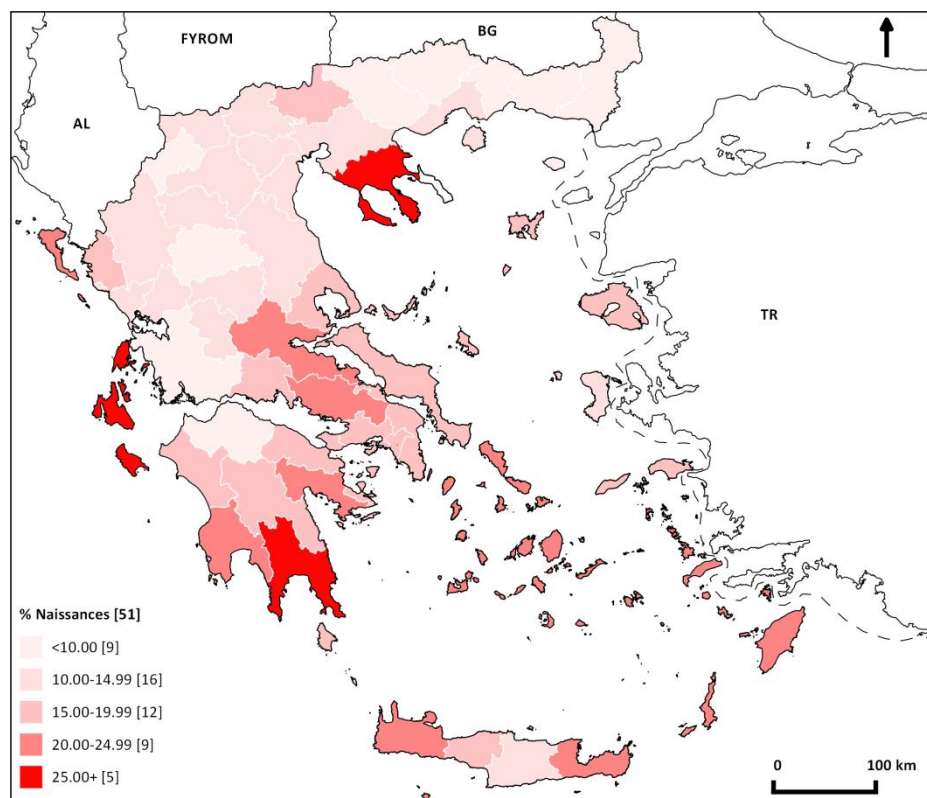 FYROM
BG
AL
TR
% Naissances [51]
<10.00 [9]
10.00-14.99 [16]
15.00-19.99 [12]
20.00-24.99 [9]
25.00+ [5]
0 100 km